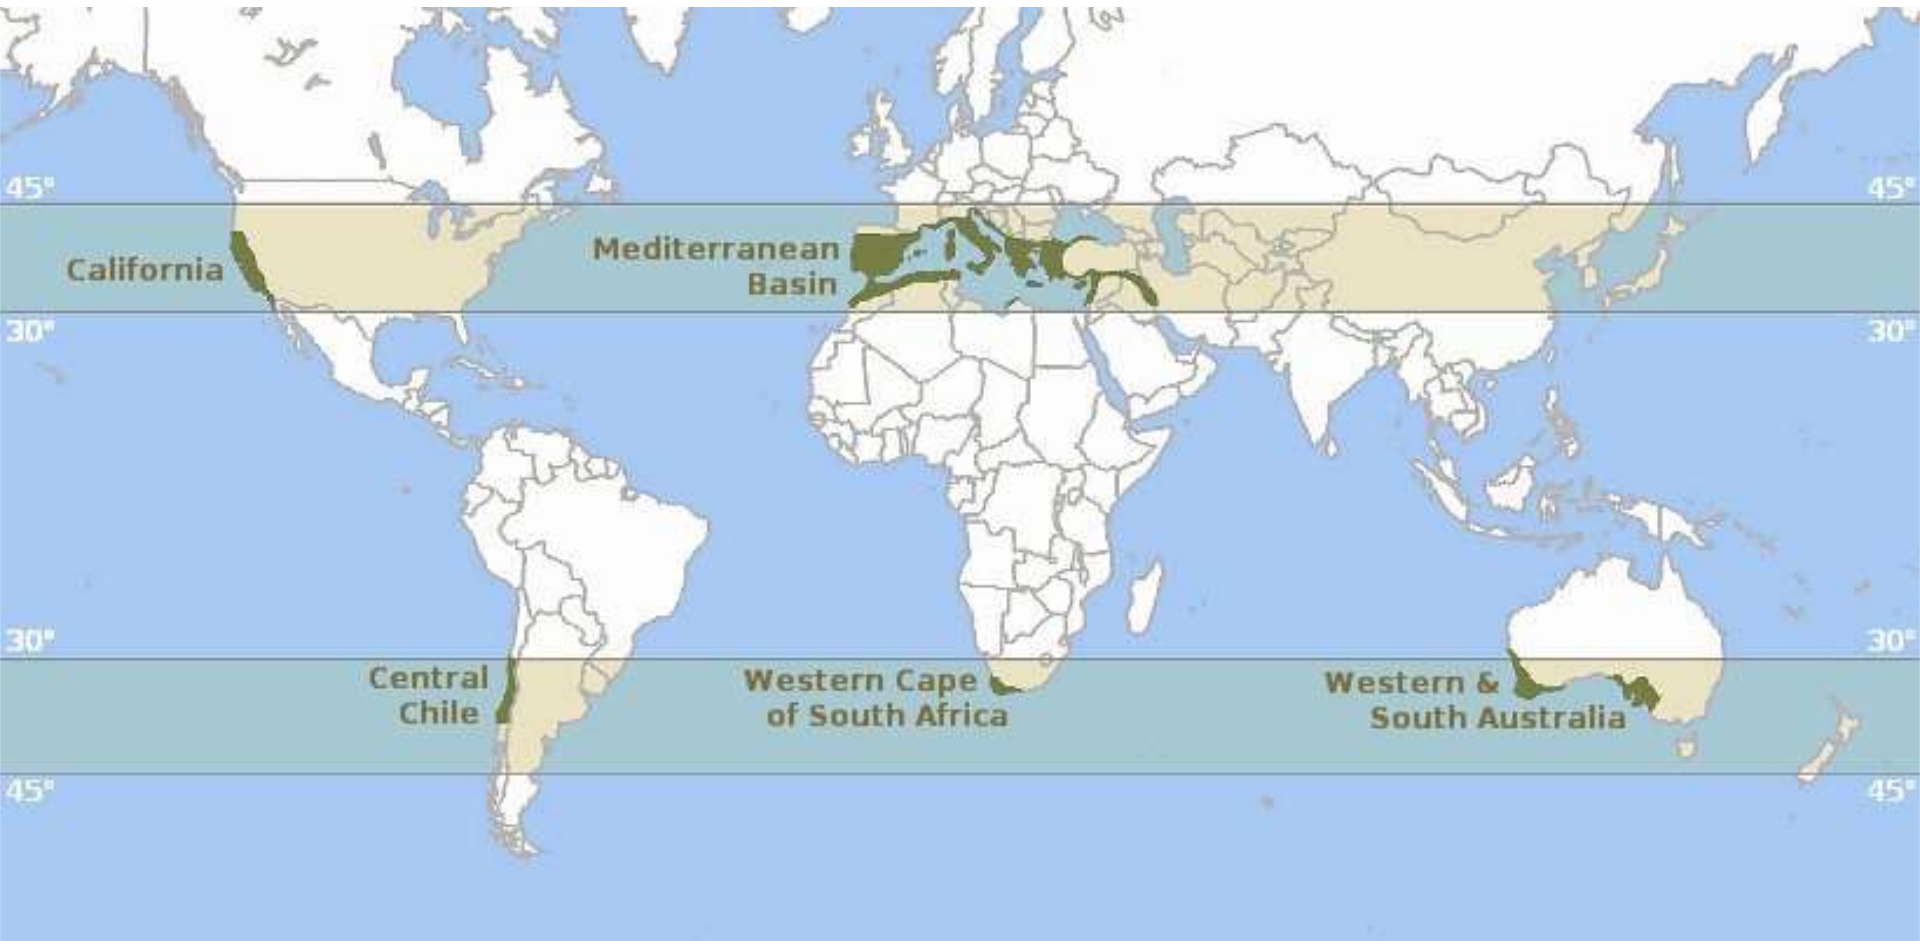 45°
45°
California
Mediterranean
Basin
30°
30°
30°
30°
Central
Chile
Western Cape
of South Africa
Western &
South Australia
45°
45°